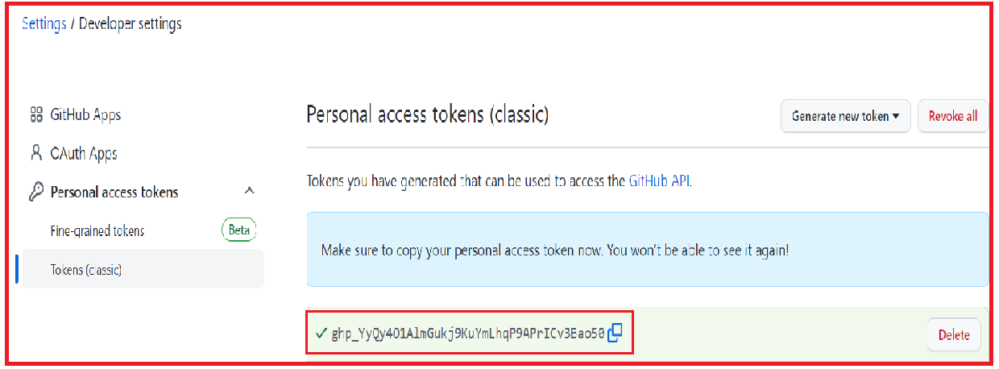 Settings / Developer settings
GitHub Apps
CAuth Apps
Personal access tokens
Fine-grained tokens
Beta
Tokens (classic)
Personal access tokens (classic)
Generate new token
Revoke all
Tokens you have generated that can be used to access the GitHub API.
Make sure to copy your personal access token now. You won't be able to see it again!
ghp_YyQy4O1AlmGukj9KuYmLhqP9APrICv3Eao50
Delete